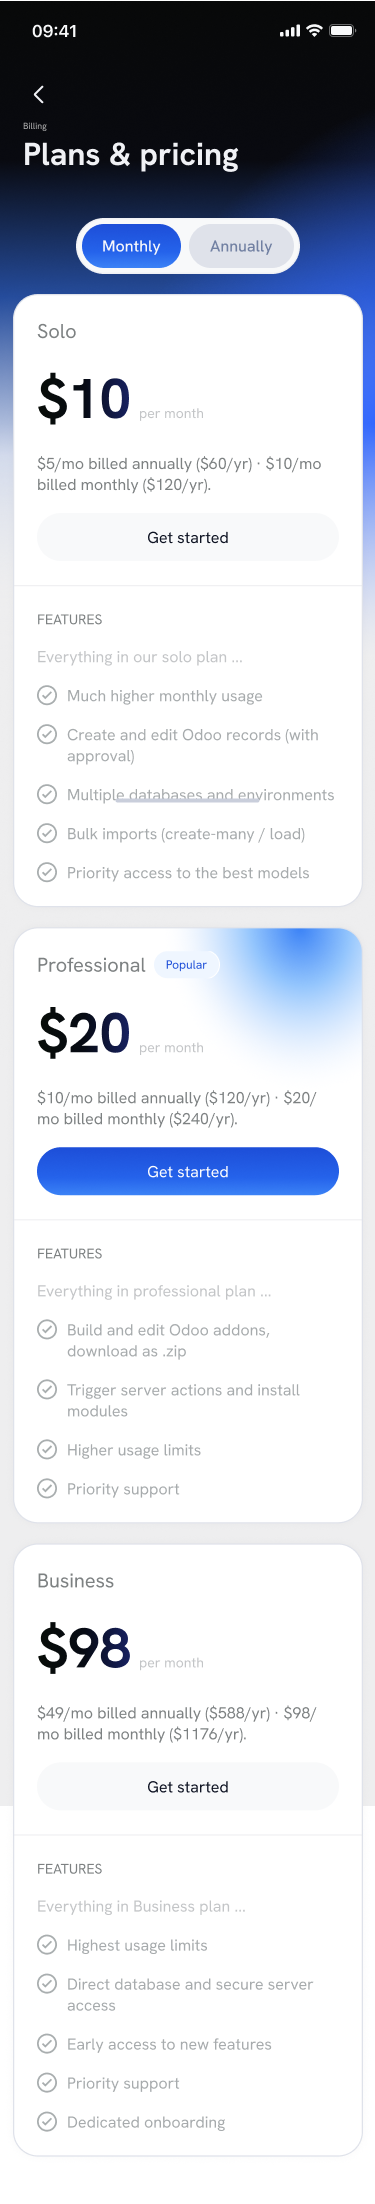 09:41
Billing
Plans & pricing
Monthly Annually
Solo
$10 per month
$5/mo billed annually ($60/yr) · $10/mo
billed monthly ($120/yr).
Get started
FEATURES
Everything in our solo plan ...
Much higher monthly usage
Create and edit Odoo records (with
approval)
Multiple databases and environments
Bulk imports (create-many / load)
Priority access to the best models
Professional Popular
$20 per month
$10/mo billed annually ($120/yr) · $20/
mo billed monthly ($240/yr).
Get started
FEATURES
Everything in professional plan ...
Build and edit Odoo addons,
download as .zip
Trigger server actions and install
modules
Higher usage limits
Priority support
Business
$98 per month
$49/mo billed annually ($588/yr) · $98/
mo billed monthly ($1176/yr).
Get started
FEATURES
Everything in Business plan ...
Highest usage limits
Direct database and secure server
access
Early access to new features
Priority support
Dedicated onboarding